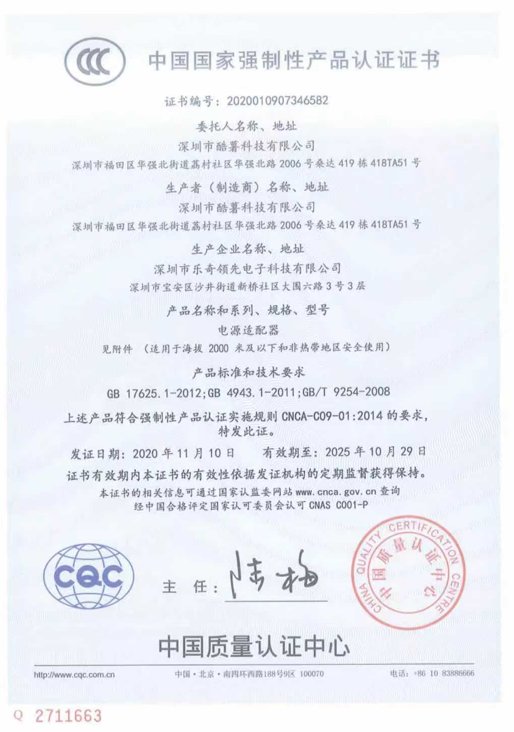 CCC
中国国家强制性产品认证证书
证书编号：2020010907346582
委托人名称、地址
深圳市酷薯科技有限公司
深圳市福田区华强北街道荔村社区华强北路 2006 号桑达 419 栋 418TA51 号
生产者（制造商）名称、地址
深圳市酷薯科技有限公司
深圳市福田区华强北街道荔村社区华强北路 2006 号桑达 419 栋 418TA51 号
生产企业名称、地址
深圳市乐奇领先电子科技有限公司
深圳市宝安区沙井街道新桥社区大围六路 3 号 3 层
产品名称和系列、规格、型号
电源适配器
见附件 （适用于海拔 2000 米及以下和非热带地区安全使用）
产品标准和技术要求
GB 17625.1-2012;GB 4943.1-2011;GB/T 9254-2008
上述产品符合强制性产品认证实施规则 CNCA-C09-01:2014 的要求，
特发此证。
发证日期：2020 年 11 月 10 日 有效期至：2025 年 10 月 29 日
证书有效期内本证书的有效性依据发证机构的定期监督获得保持。
本证书的相关信息可通过国家认监委网站 www.cnca.gov.cn 查询
经中国合格评定国家认可委员会认可 CNAS C001-P
CQC
主 任：陆梅
CHINA QUALITY CERTIFICATION CENTRE
中国质量认证中心
中国质量认证中心
http://www.cqc.com.cn 中国·北京·南四环西路188号9区 100070 电话：+86 10 83886666
Q 2711663